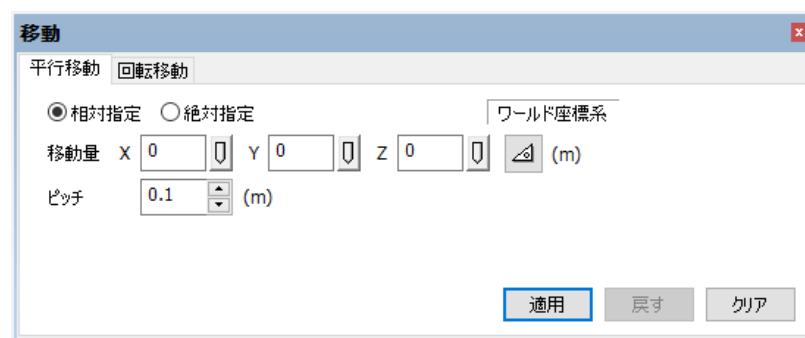 移動
平行移動 回転移動
相対指定 絶対指定 ワールド座標系
移動量 X 0 Y 0 Z 0 (m)
ピッチ 0.1 (m)
適用 戻す クリア